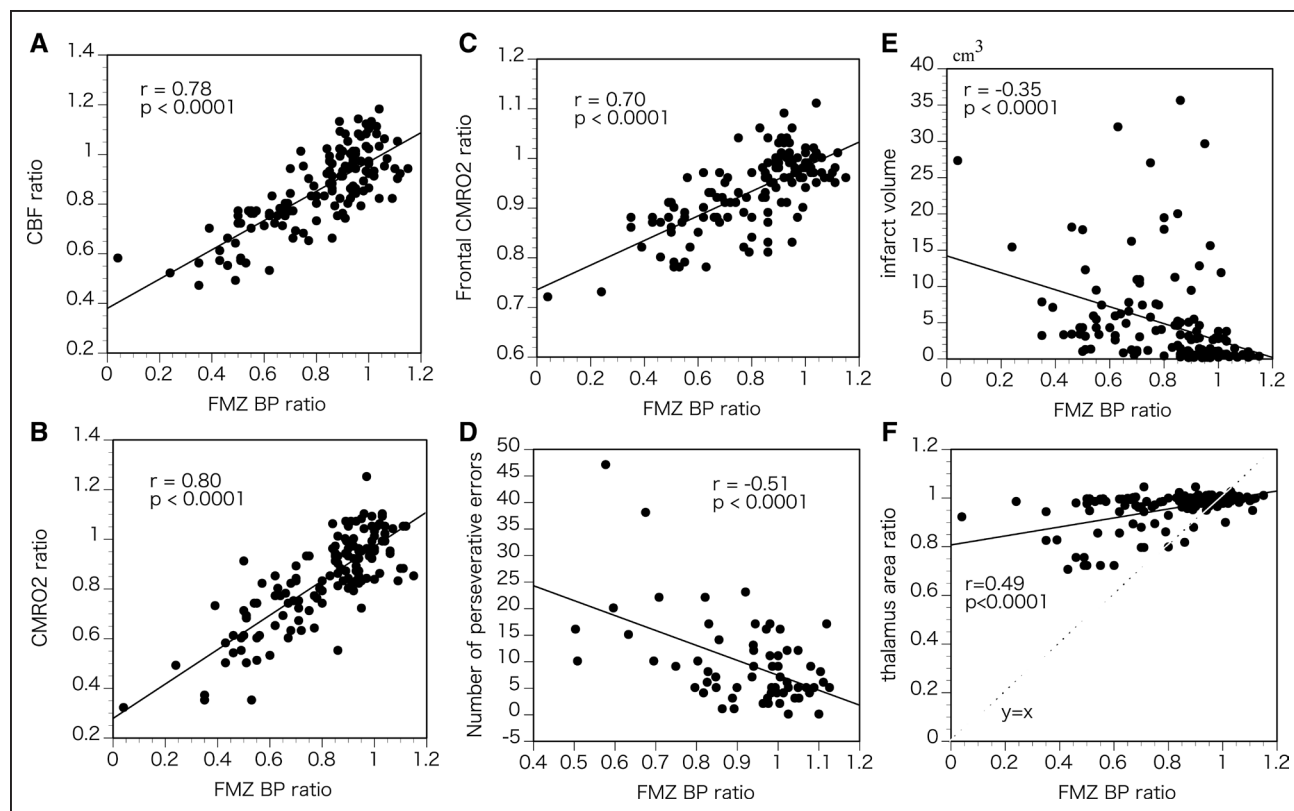 A
1.4
1.2
1
0.8
0.6
0.4
0.2
CBF ratio
r = 0.78
p < 0.0001
0 0.2 0.4 0.6 0.8 1 1.2
FMZ BP ratio
C
1.2
1.1
1
0.9
0.8
0.7
0.6
Frontal CMRO2 ratio
r = 0.70
p < 0.0001
0 0.2 0.4 0.6 0.8 1 1.2
FMZ BP ratio
E
cm3
40
35
30
25
20
15
10
5
0
infarct volume
r = -0.35
p < 0.0001
0 0.2 0.4 0.6 0.8 1 1.2
FMZ BP ratio
B
1.4
1.2
1
0.8
0.6
0.4
0.2
CMRO2 ratio
r = 0.80
p < 0.0001
0 0.2 0.4 0.6 0.8 1 1.2
FMZ BP ratio
D
50
45
40
35
30
25
20
15
10
5
0
-5
Number of perseverative errors
r = -0.51
p < 0.0001
0.4 0.5 0.6 0.7 0.8 0.9 1 1.1 1.2
FMZ BP ratio
F
1.2
1
0.8
0.6
0.4
0.2
0
thalamus area ratio
r=0.49
p<0.0001
y=x
0 0.2 0.4 0.6 0.8 1 1.2
FMZ BP ratio